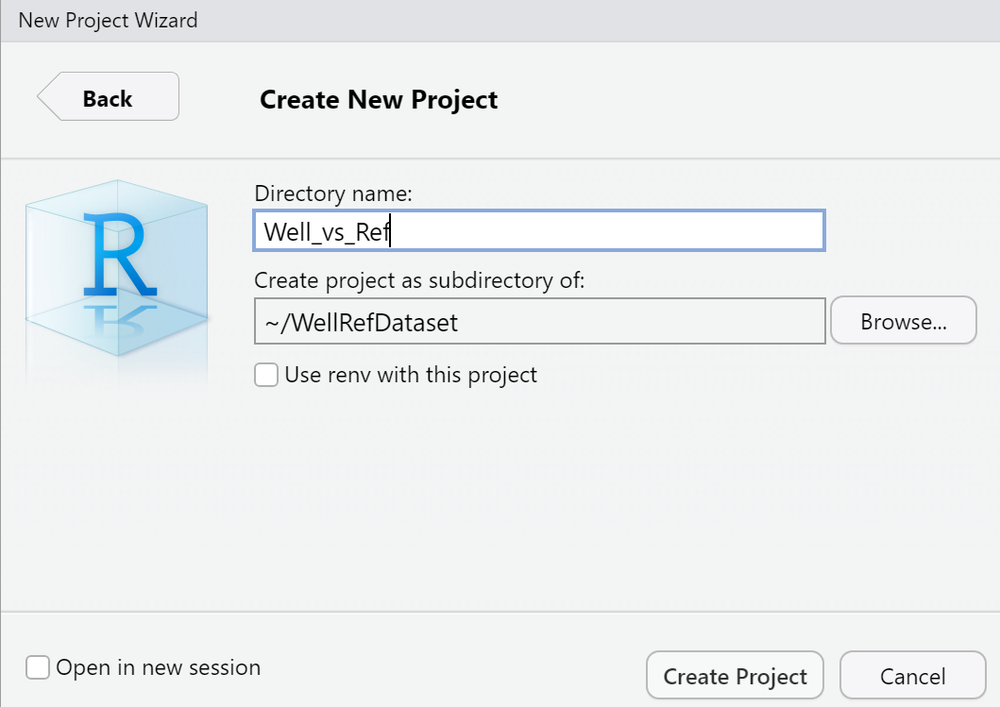 New Project Wizard
Back
Create New Project
R
Directory name:
Well_vs_Ref
Create project as subdirectory of:
~/WellRefDataset
Browse...
Use renv with this project
Open in new session
Create Project
Cancel